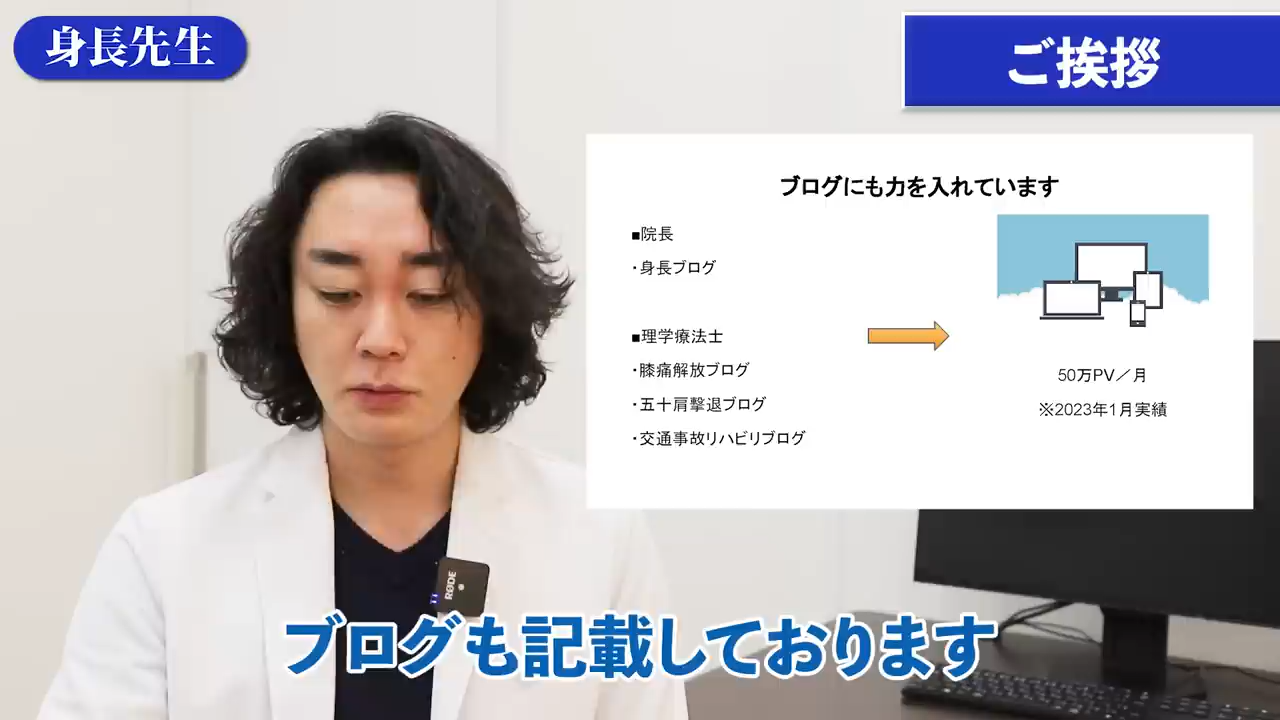 身長先生
ご挨拶
ブログにも力を入れています
■院長
・身長ブログ
■理学療法士
・膝痛解放ブログ
・五十肩撃退ブログ
・交通事故リハビリブログ
50万PV／月
※2023年1月実績
RØDE
ブログも記載しております